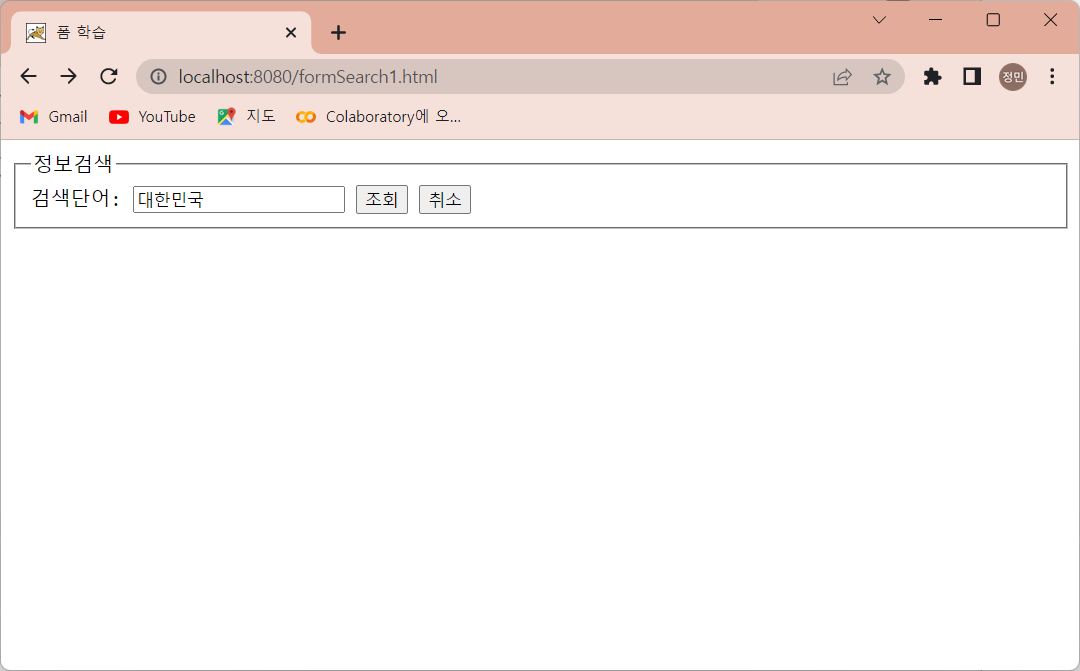 폼 학습
localhost:8080/formSearch1.html
정민
Gmail YouTube 지도 Colaboratory에 오...
정보검색
검색단어: 대한민국 조회 취소